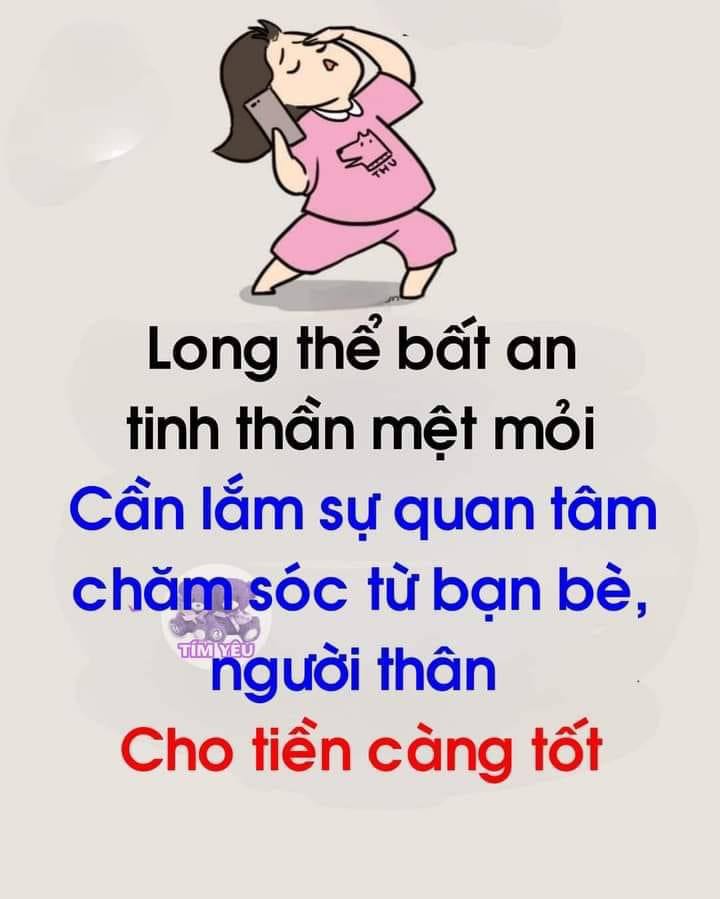 THU
Long thể bất an
tinh thần mệt mỏi
Cần lắm sự quan tâm
chăm sóc từ bạn bè,
TÍM YÊU
người thân
Cho tiền càng tốt